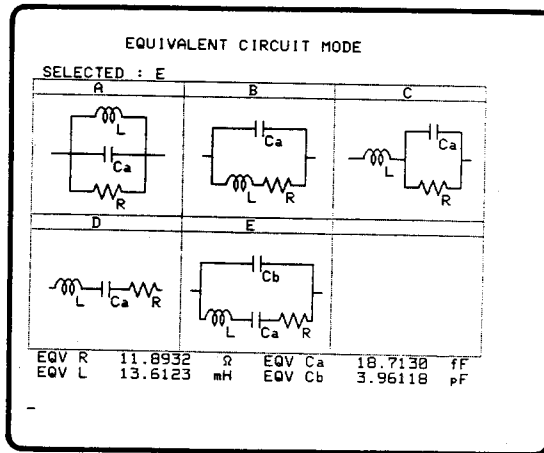 EQUIVALENT CIRCUIT MODE
SELECTED : E
A B C
L
Ca
R
Ca
L R
Ca
L
R
D E
L Ca R
Cb
L Ca R
EQV R 11.8932 Ω EQV Ca 18.7130 fF
EQV L 13.6123 mH EQV Cb 3.96118 pF